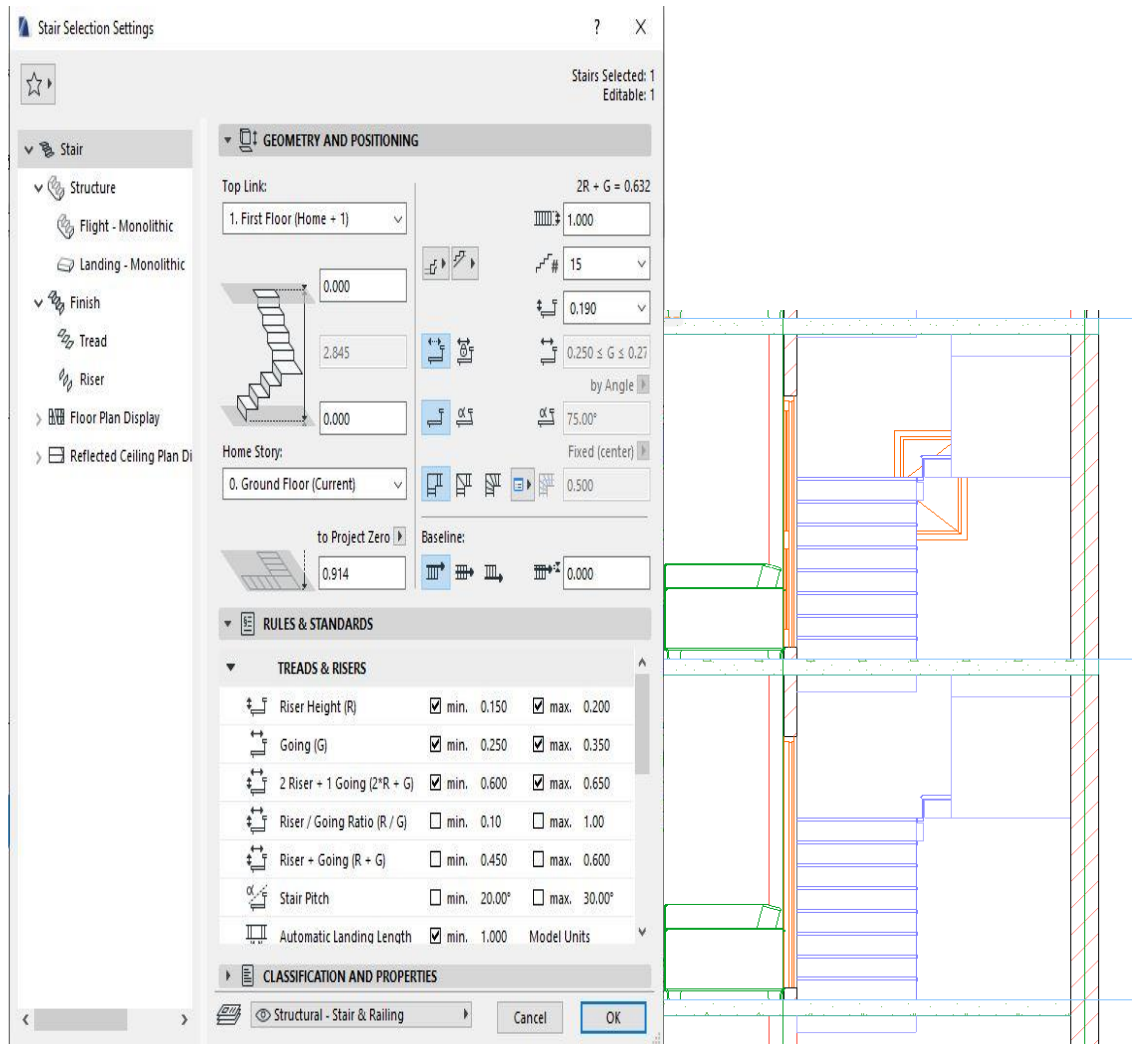 Stair Selection Settings
?
X
Stairs Selected: 1
Editable: 1
Stair
Structure
Flight - Monolithic
Landing - Monolithic
Finish
Tread
Riser
Floor Plan Display
Reflected Ceiling Plan Di
GEOMETRY AND POSITIONING
Top Link:
1. First Floor (Home + 1)
0.000
2.845
0.000
Home Story:
0. Ground Floor (Current)
to Project Zero
0.914
2R + G = 0.632
1.000
15
0.190
0.250 ≤ G ≤ 0.27
by Angle
75.00°
Fixed (center)
0.500
Baseline:
0.000
RULES & STANDARDS
TREADS & RISERS
Riser Height (R) min. 0.150 max. 0.200
Going (G) min. 0.250 max. 0.350
2 Riser + 1 Going (2*R + G) min. 0.600 max. 0.650
Riser / Going Ratio (R / G) min. 0.10 max. 1.00
Riser + Going (R + G) min. 0.450 max. 0.600
Stair Pitch min. 20.00° max. 30.00°
Automatic Landing Length min. 1.000 Model Units
CLASSIFICATION AND PROPERTIES
Structural - Stair & Railing
Cancel
OK